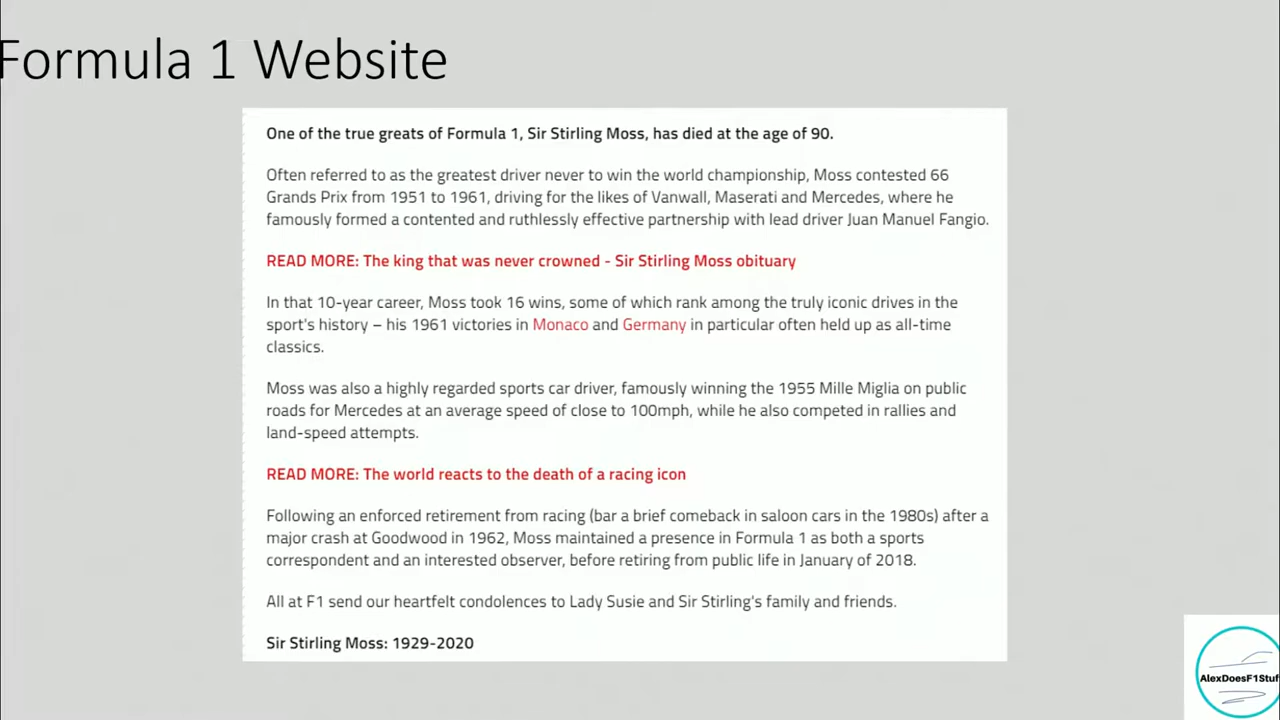 Formula 1 Website
One of the true greats of Formula 1, Sir Stirling Moss, has died at the age of 90.
Often referred to as the greatest driver never to win the world championship, Moss contested 66
Grands Prix from 1951 to 1961, driving for the likes of Vanwall, Maserati and Mercedes, where he
famously formed a contented and ruthlessly effective partnership with lead driver Juan Manuel Fangio.
READ MORE: The king that was never crowned - Sir Stirling Moss obituary
In that 10-year career, Moss took 16 wins, some of which rank among the truly iconic drives in the
sport's history – his 1961 victories in Monaco and Germany in particular often held up as all-time
classics.
Moss was also a highly regarded sports car driver, famously winning the 1955 Mille Miglia on public
roads for Mercedes at an average speed of close to 100mph, while he also competed in rallies and
land-speed attempts.
READ MORE: The world reacts to the death of a racing icon
Following an enforced retirement from racing (bar a brief comeback in saloon cars in the 1980s) after a
major crash at Goodwood in 1962, Moss maintained a presence in Formula 1 as both a sports
correspondent and an interested observer, before retiring from public life in January of 2018.
All at F1 send our heartfelt condolences to Lady Susie and Sir Stirling's family and friends.
Sir Stirling Moss: 1929-2020
AlexDoesF1Stuf